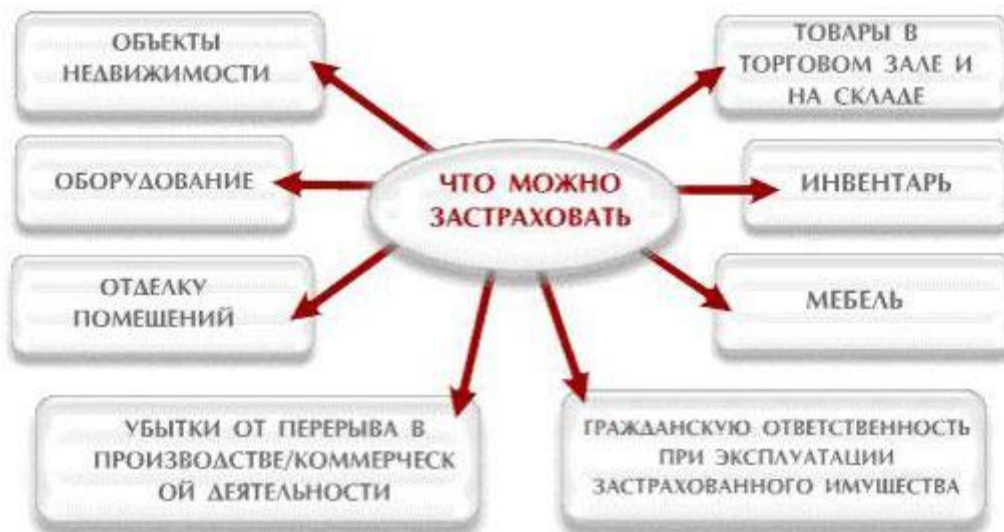 ОБЪЕКТЫ
НЕДВИЖИМОСТИ
ТОВАРЫ В
ТОРГОВОМ ЗАЛЕ И
НА СКЛАДЕ
ОБОРУДОВАНИЕ
ЧТО МОЖНО
ЗАСТРАХОВАТЬ
ИНВЕНТАРЬ
ОТДЕЛКУ
ПОМЕЩЕНИЙ
МЕБЕЛЬ
УБЫТКИ ОТ ПЕРЕРЫВА В
ПРОИЗВОДСТВЕ/КОММЕРЧЕСК
ОЙ ДЕЯТЕЛЬНОСТИ
ГРАЖДАНСКУЮ ОТВЕТСТВЕННОСТЬ
ПРИ ЭКСПЛУАТАЦИИ
ЗАСТРАХОВАННОГО ИМУЩЕСТВА